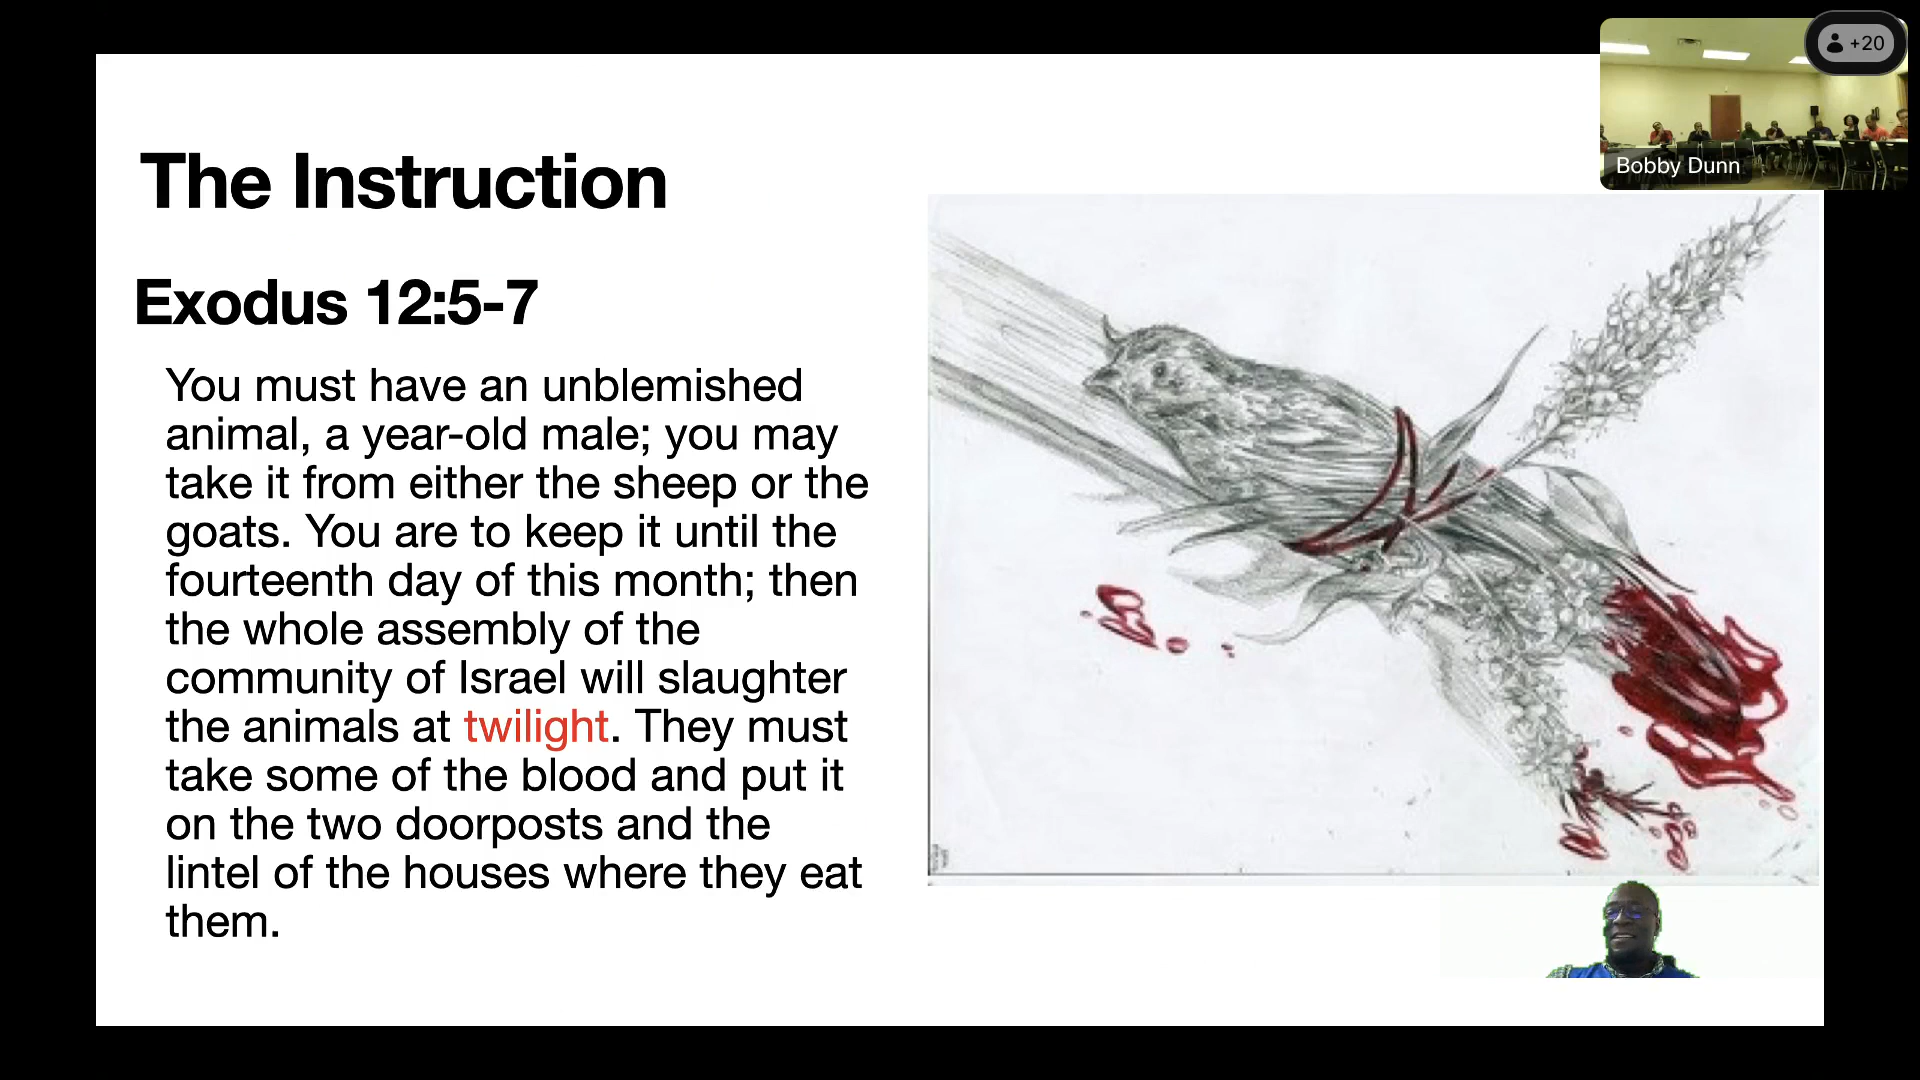 +20
Bobby Dunn
The Instruction
Exodus 12:5-7
You must have an unblemished
animal, a year-old male; you may
take it from either the sheep or the
goats. You are to keep it until the
fourteenth day of this month; then
the whole assembly of the
community of Israel will slaughter
the animals at twilight. They must
take some of the blood and put it
on the two doorposts and the
lintel of the houses where they eat
them.